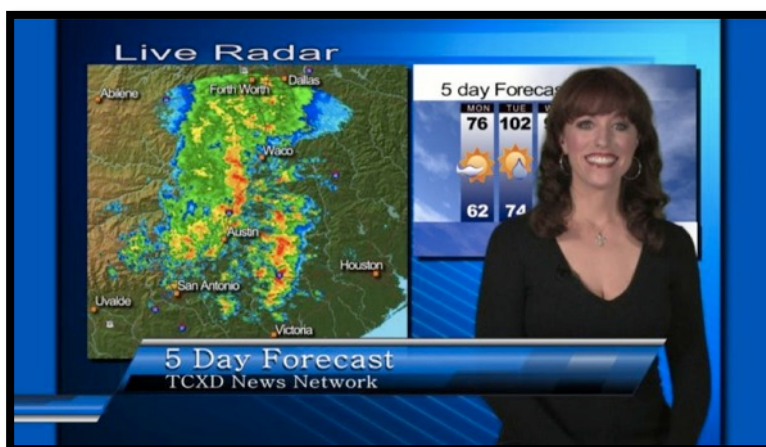 Live Radar
Abilene
Forth Worth
Dallas
Waco
Austin
Houston
San Antonio
Uvalde
Victoria
5 day Forecas
MON TUE W
76 102
62 74
5 Day Forecast
TCXD News Network